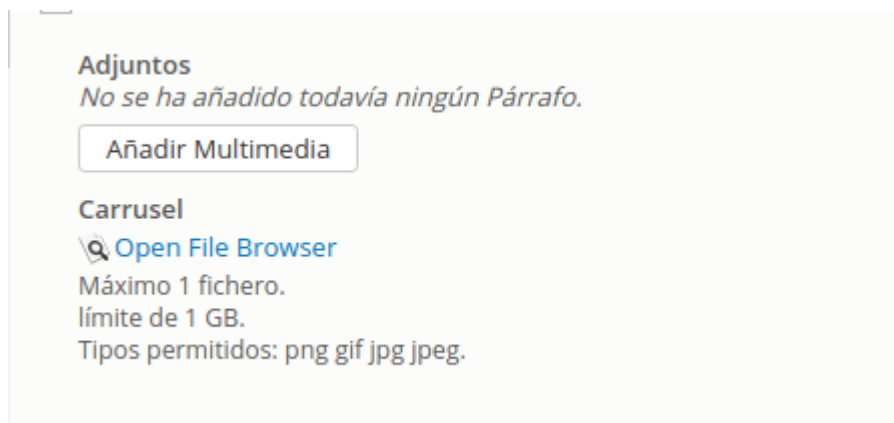 Adjuntos
No se ha añadido todavía ningún Párrafo.
Añadir Multimedia
Carrusel
Open File Browser
Máximo 1 fichero.
límite de 1 GB.
Tipos permitidos: png gif jpg jpeg.